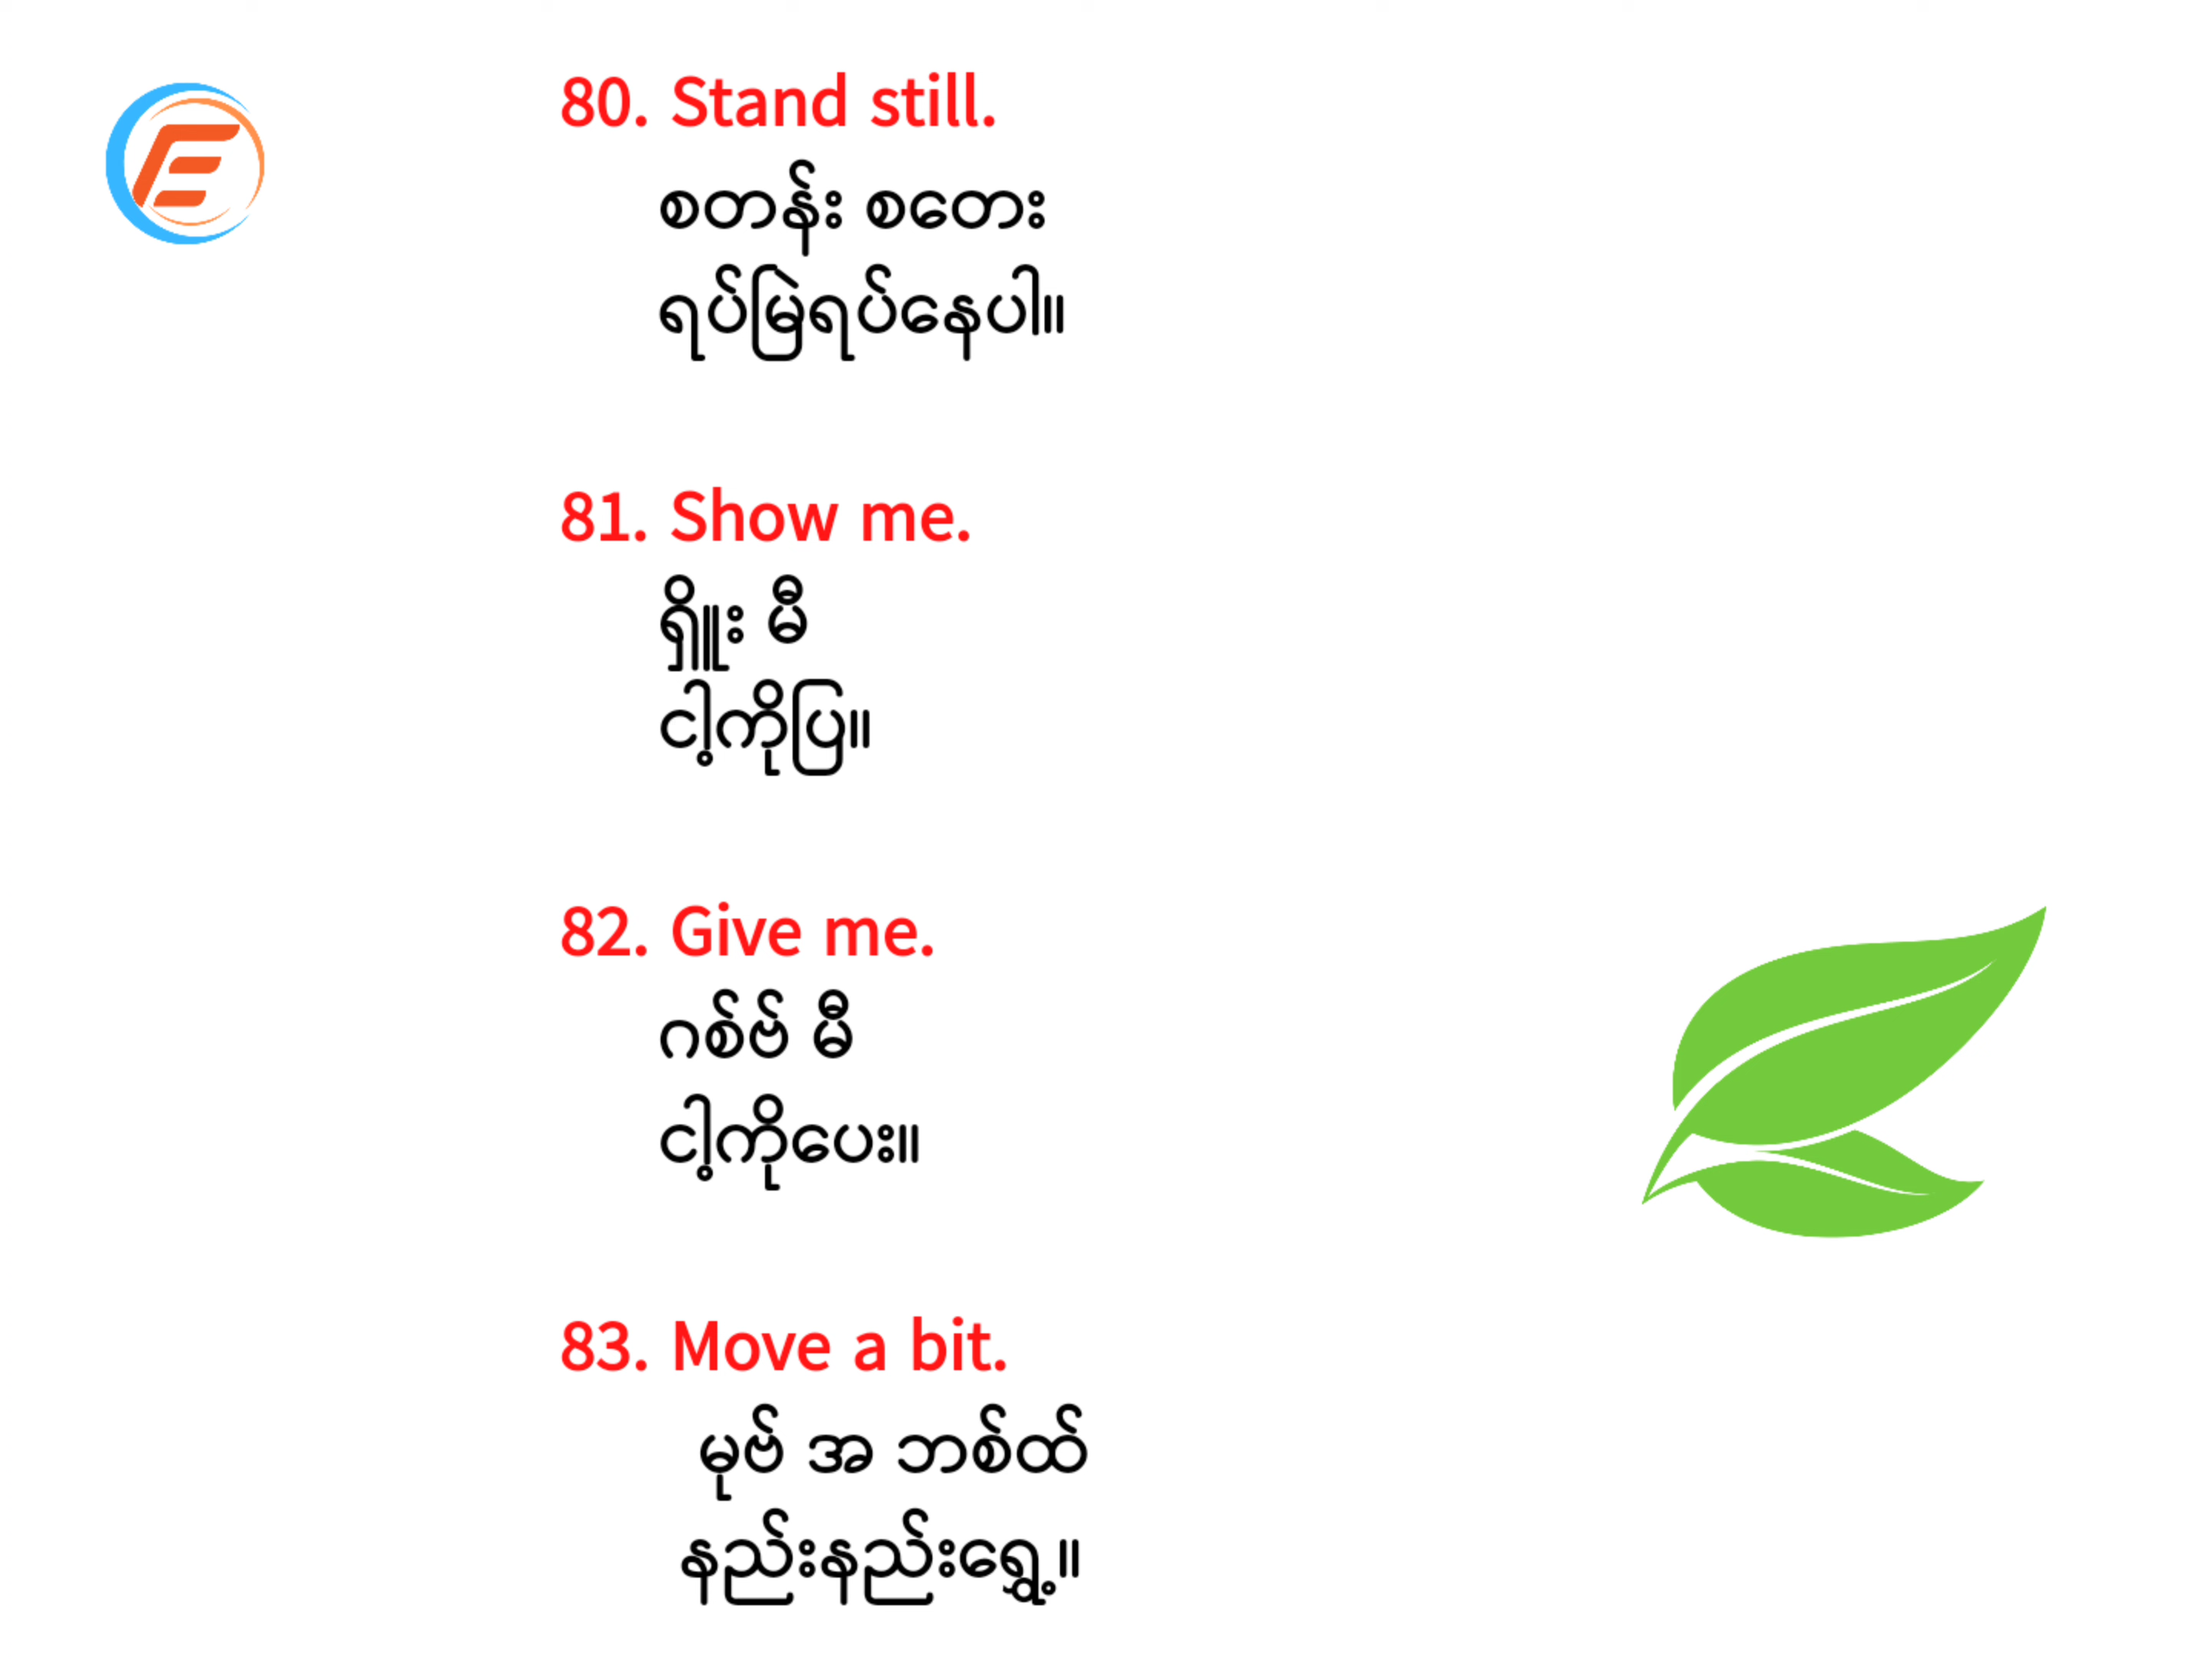 80. Stand still.
စတန်း စတေး
ရပ်မြဲရပ်နေပါ။
81. Show me.
ရှိူး မီ
ငါ့ကိုပြ။
82. Give me.
ဂစ်ဗ် မီ
ငါ့ကိုပေး။
83. Move a bit.
မုဗ် အ ဘစ်ထ်
နည်းနည်းရွှေ့။